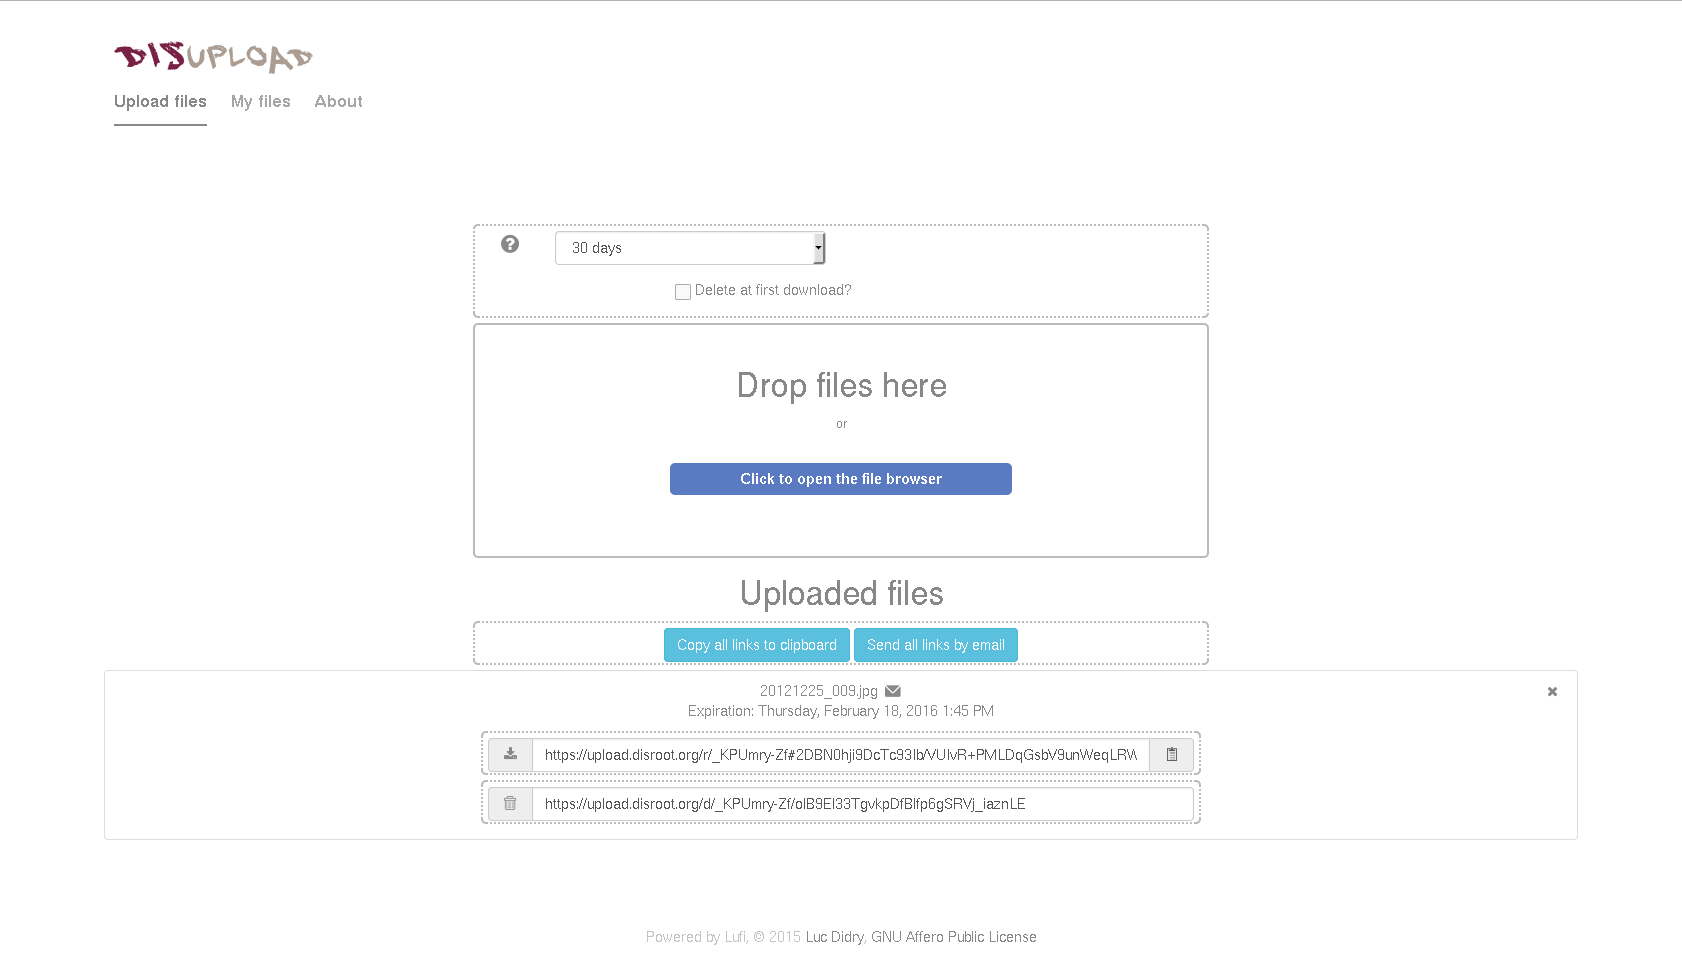 DISUPLOAD
Upload files My files About
30 days
Delete at first download?
Drop files here
or
Click to open the file browser
Uploaded files
Copy all links to clipboard Send all links by email
20121225_009.jpg
Expiration: Thursday, February 18, 2016 1:45 PM
https://upload.disroot.org/r/_KPUmry-Zf#2DBN0hji9DcTc93Ib/VUIvR+PMLDqGsbV9unWeqLRW
https://upload.disroot.org/d/_KPUmry-Zf/oIB9EI33TgvkpDfBIfp6gSRVj_iaznLE
Powered by Lufi, © 2015 Luc Didry, GNU Affero Public License